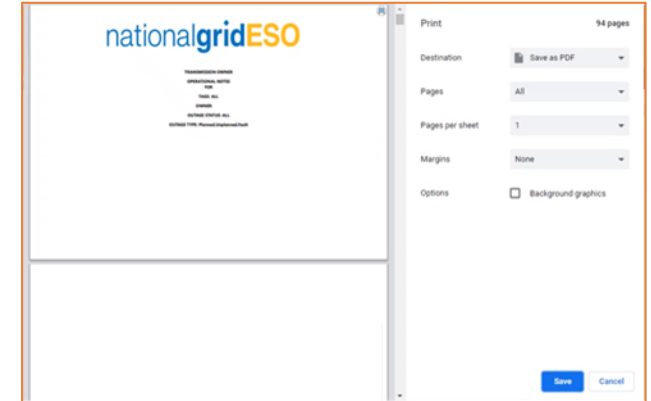 nationalgridESO
TRANSMISSION OWNER
OPERATIONAL NOTES
FOR
TAGS: ALL
OWNER:
OUTAGE STATUS: ALL
OUTAGE TYPE: Planned,Unplanned,Fault
Print 94 pages
Destination Save as PDF
Pages All
Pages per sheet 1
Margins None
Options Background graphics
Save Cancel